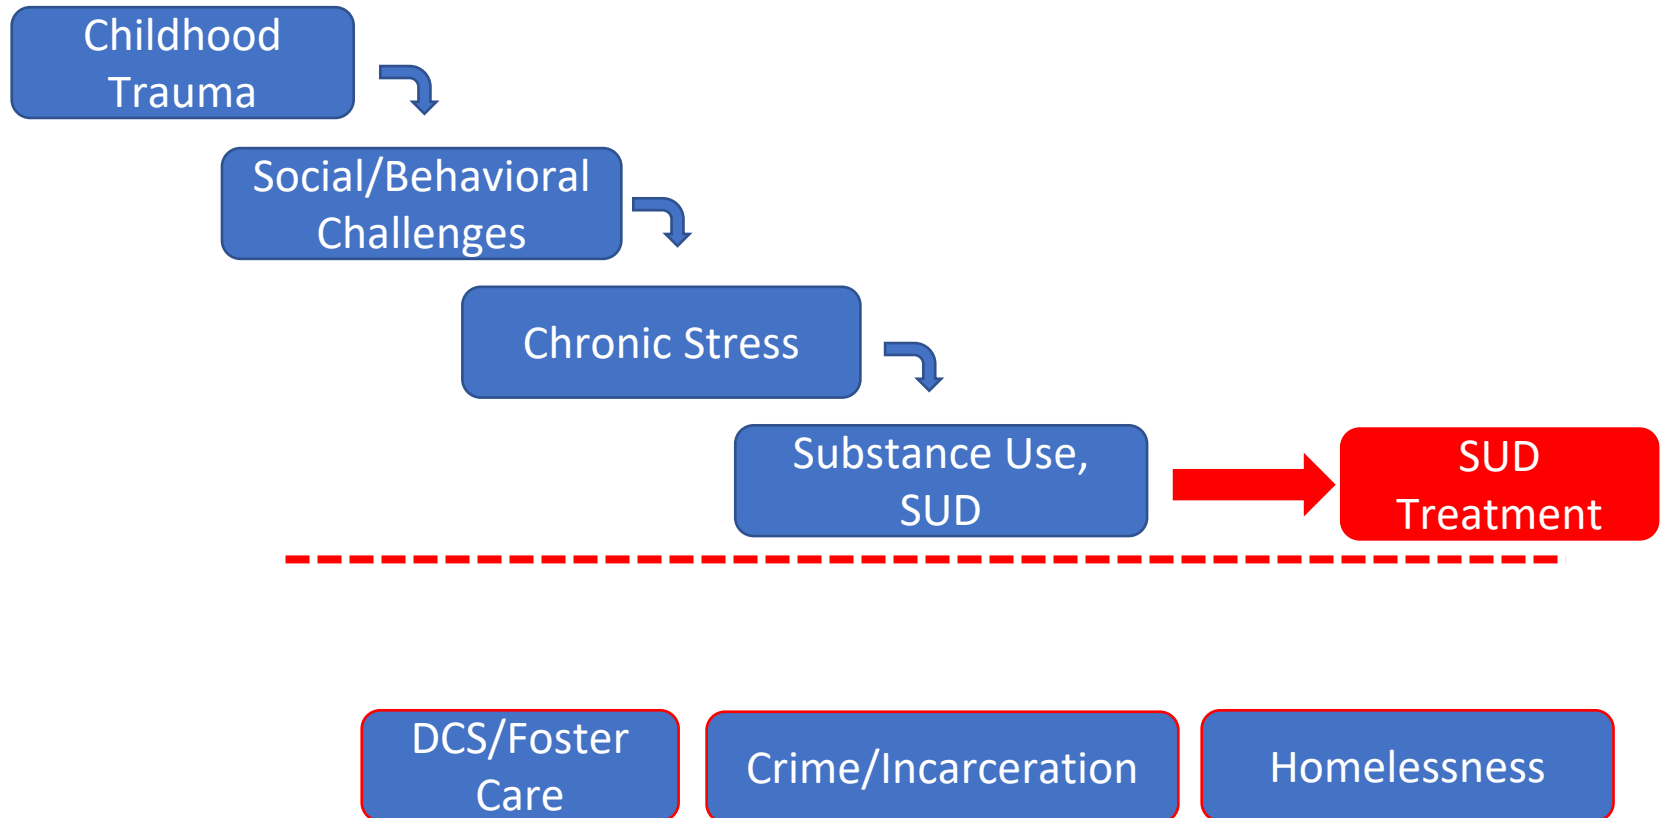 Childhood
Trauma
Social/Behavioral
Challenges
Chronic Stress
Substance Use,
SUD
SUD
Treatment
DCS/Foster
Care
Crime/Incarceration
Homelessness